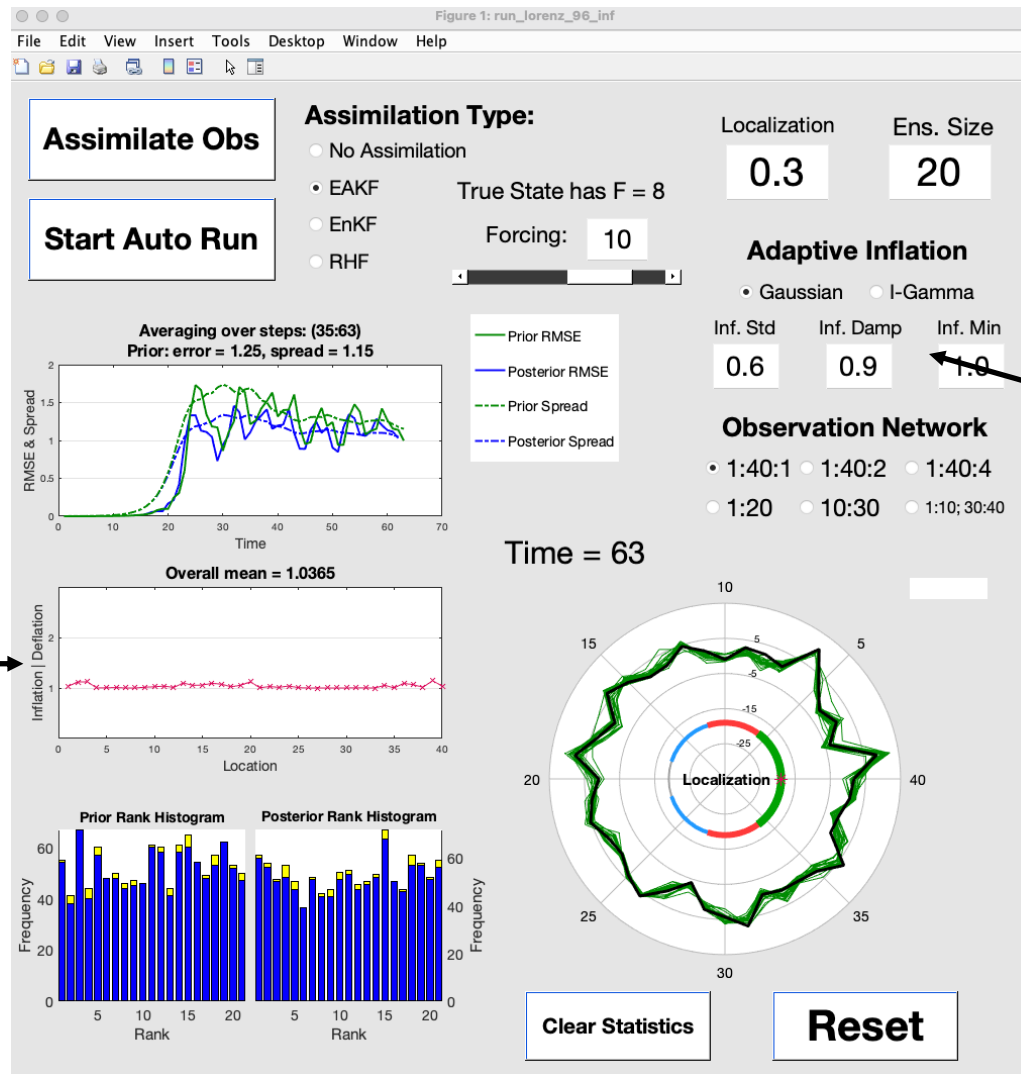 Figure 1: run_lorenz_96_inf
File Edit View Insert Tools Desktop Window Help
Assimilate Obs
Start Auto Run
Assimilation Type:
No Assimilation
EAKF
EnKF
RHF
True State has F = 8
Forcing: 10
Localization Ens. Size
0.3 20
Adaptive Inflation
Gaussian I-Gamma
Inf. Std Inf. Damp Inf. Min
0.6 0.9 1.0
Observation Network
1:40:1 1:40:2 1:40:4
1:20 10:30 1:10; 30:40
Averaging over steps: (35:63)
Prior: error = 1.25, spread = 1.15
RMSE & Spread
2
1.5
1
0.5
0
0 10 20 30 40 50 60 70
Time
Prior RMSE
Posterior RMSE
Prior Spread
Posterior Spread
Overall mean = 1.0365
Inflation | Deflation
2
1
0 5 10 15 20 25 30 35 40
Location
Prior Rank Histogram
Frequency
60
40
20
0
5 10 15 20
Rank
Posterior Rank Histogram
60
40
20
0
Frequency
5 10 15 20
Rank
Time = 63
10
15 5
5
-5
-15
-25
Localization
20 40
25 35
30
Clear Statistics
Reset